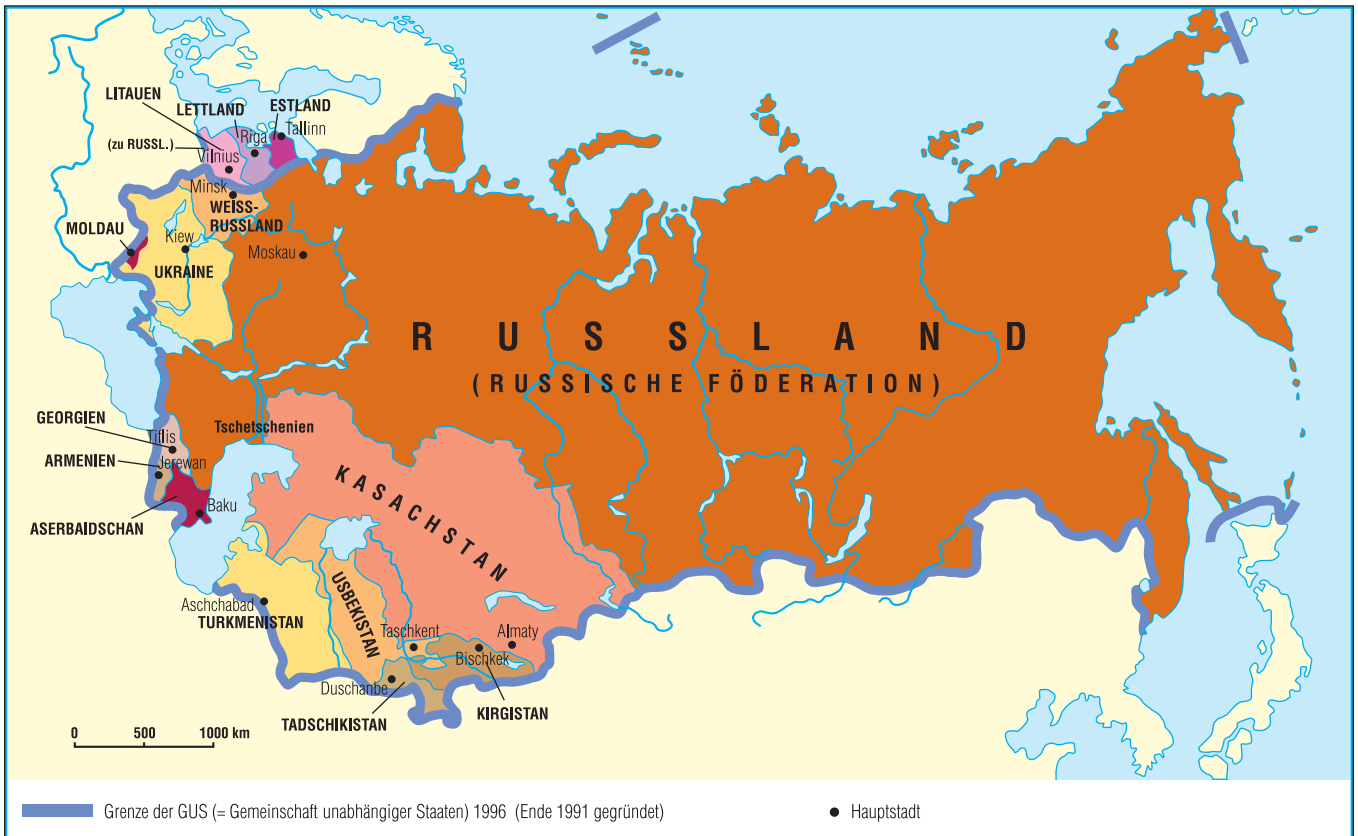 LITAUEN
LETTLAND
ESTLAND
Riga
Tallinn
(zu RUSSL.)
Vilnius
Minsk
WEISS-
RUSSLAND
MOLDAU
Kiew
Moskau
UKRAINE
RUSSLAND
(RUSSISCHE FÖDERATION)
GEORGIEN
Tiflis
Tschetschenien
ARMENIEN
Jerewan
KASACHSTAN
Baku
ASERBAIDSCHAN
USBEKISTAN
Aschchabad
TURKMENISTAN
Taschkent
Almaty
Bischkek
Duschanbe
KIRGISTAN
TADSCHIKISTAN
0 500 1000 km
Grenze der GUS (= Gemeinschaft unabhängiger Staaten) 1996 (Ende 1991 gegründet)
Hauptstadt